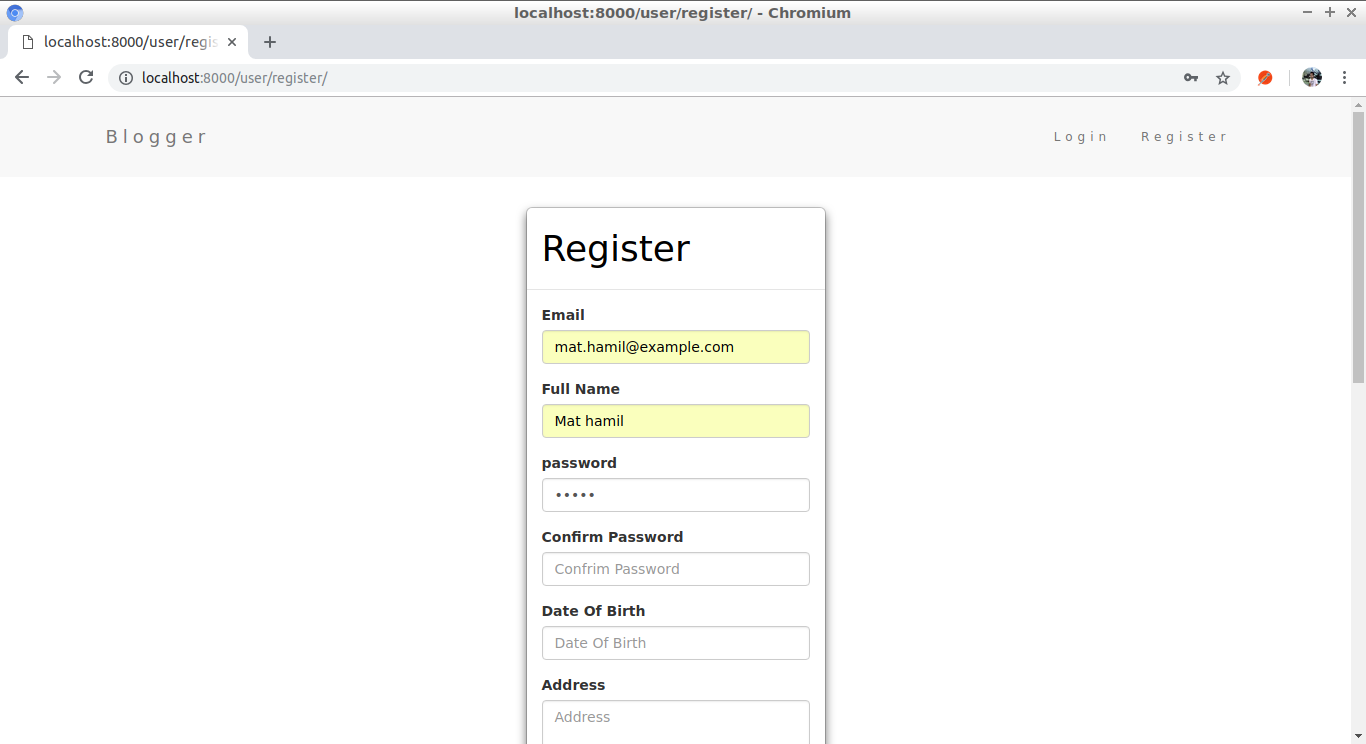 localhost:8000/user/register/ - Chromium
localhost:8000/user/regis
localhost:8000/user/register/
Blogger
Login Register
Register
Email
mat.hamil@example.com
Full Name
Mat hamil
password
•••••
Confirm Password
Confrim Password
Date Of Birth
Date Of Birth
Address
Address